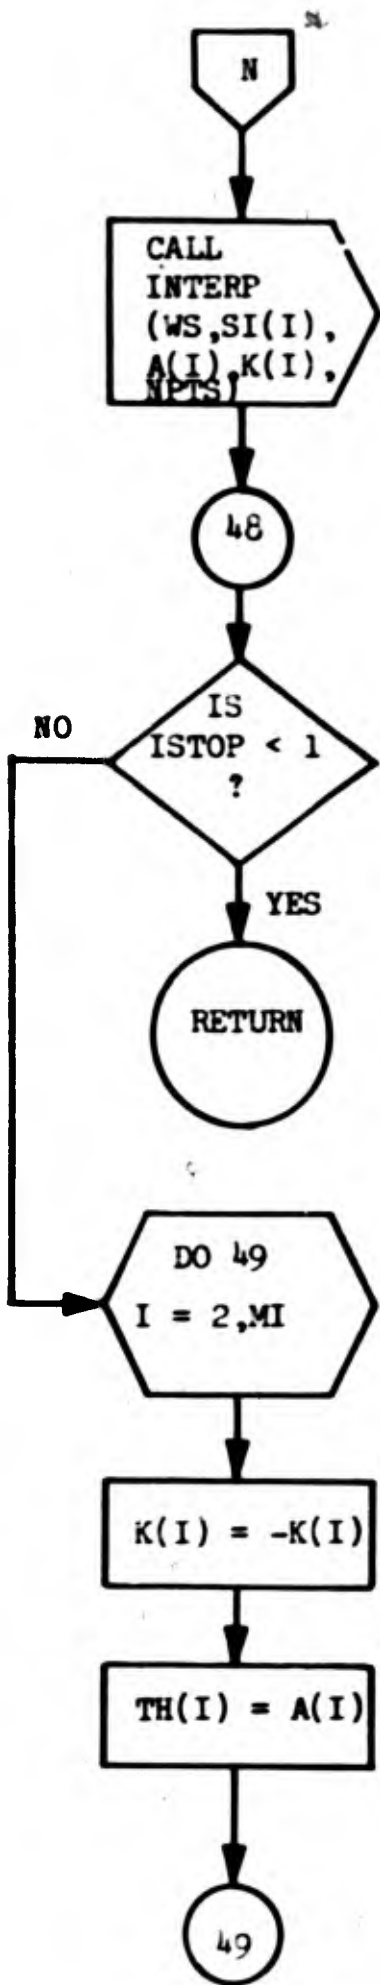 N
CALL
INTERP
(WS,SI(I),
A(I),K(I),
NPTS)
48
IS
ISTOP < 1
?
NO
YES
RETURN
DO 49
I = 2,MI
K(I) = -K(I)
TH(I) = A(I)
49